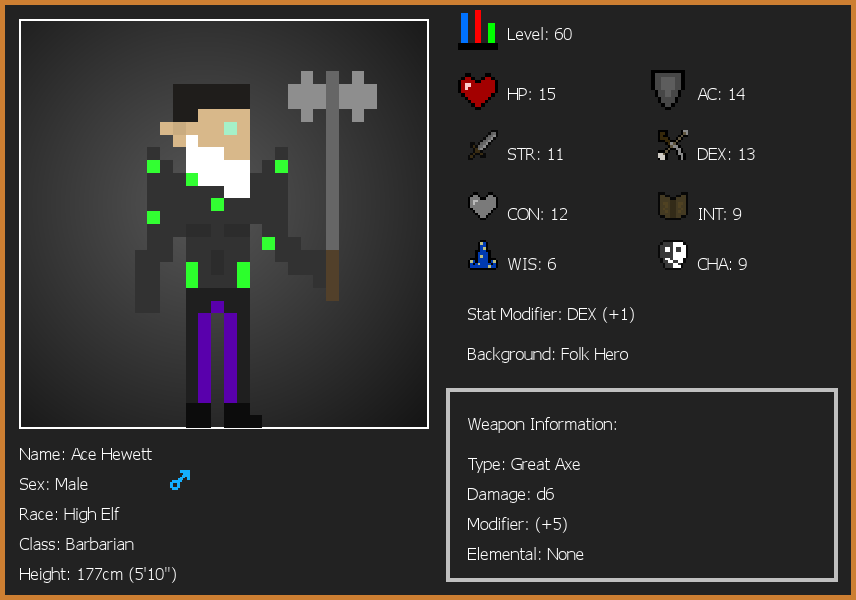 Level: 60
HP: 15
AC: 14
STR: 11
DEX: 13
CON: 12
INT: 9
WIS: 6
CHA: 9
Stat Modifier: DEX (+1)
Background: Folk Hero
Weapon Information:
Type: Great Axe
Damage: d6
Modifier: (+5)
Elemental: None
Name: Ace Hewett
Sex: Male
Race: High Elf
Class: Barbarian
Height: 177cm (5'10")